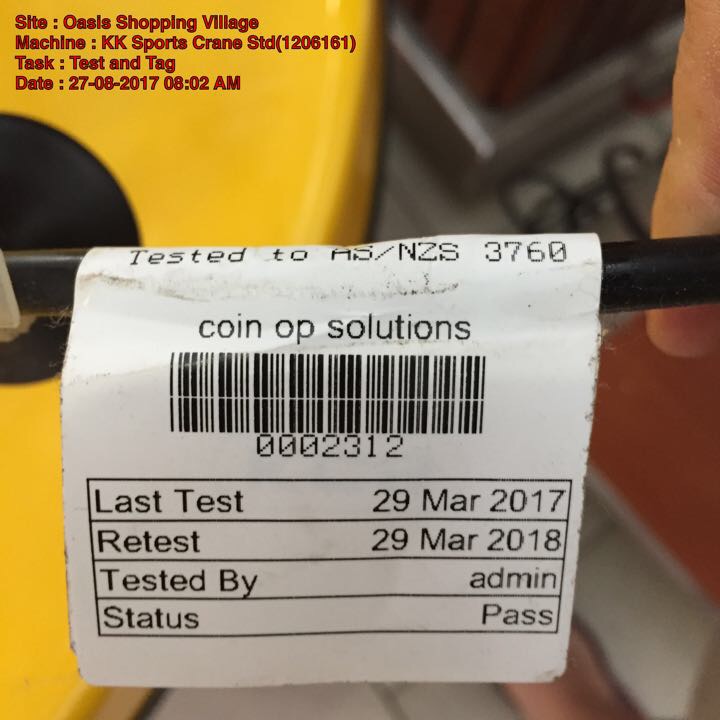 Site : Oasis Shopping Village
Machine : KK Sports Crane Std(1206161)
Task : Test and Tag
Date : 27-08-2017 08:02 AM
Tested to AS/NZS 3760
coin op solutions
0002312
Last Test 29 Mar 2017
Retest 29 Mar 2018
Tested By admin
Status Pass